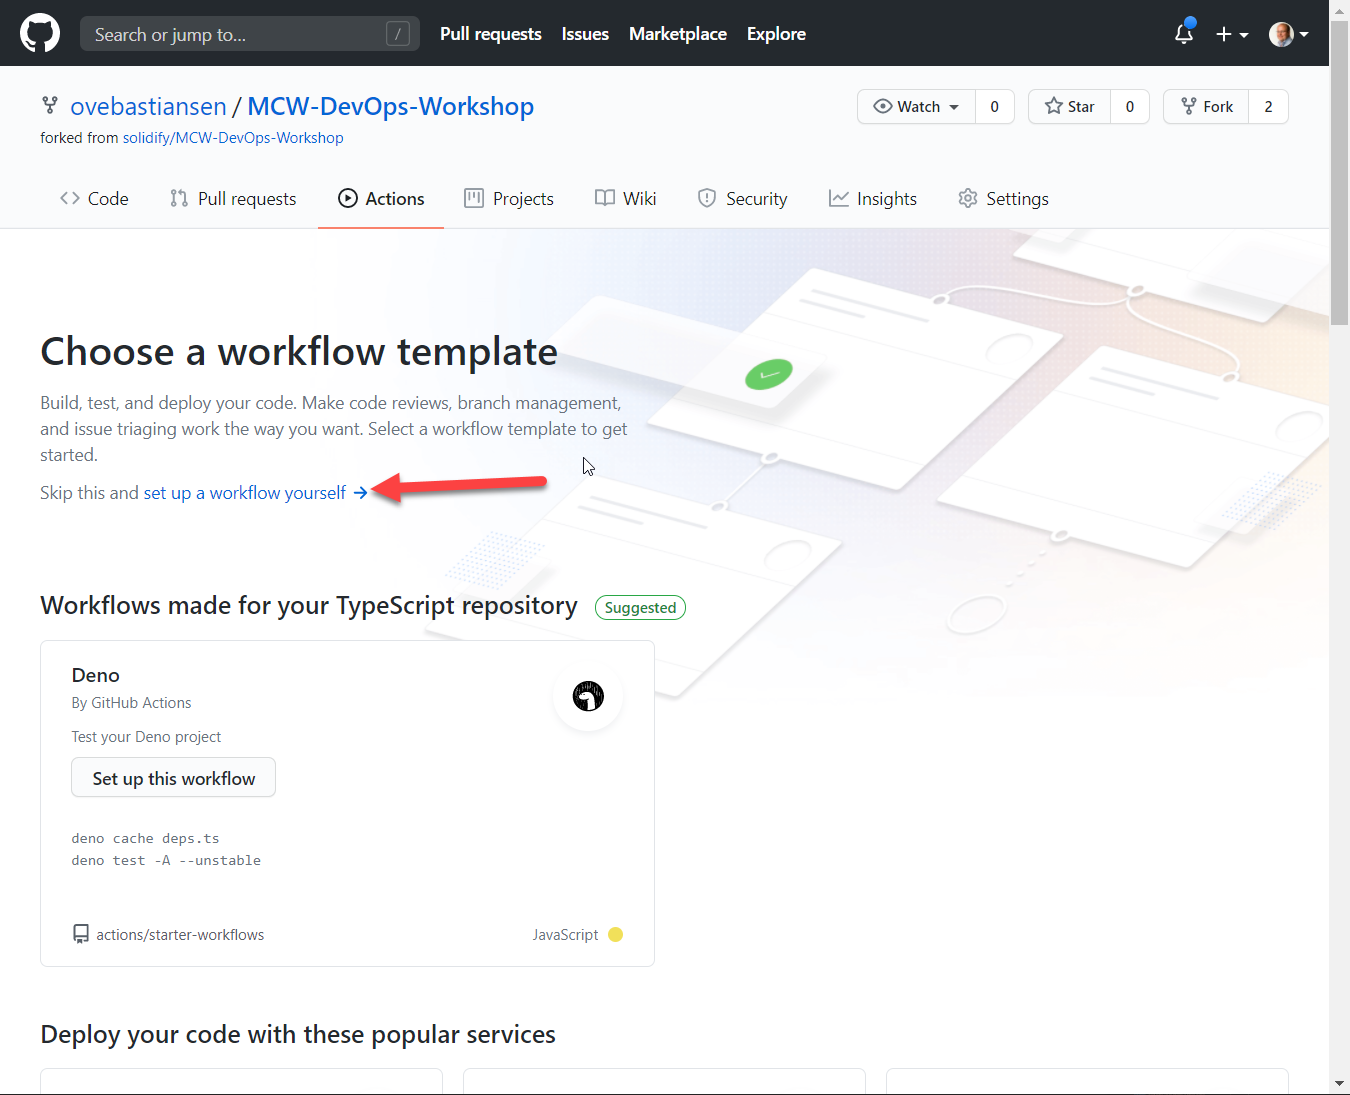 Search or jump to... / Pull requests Issues Marketplace Explore
ovebastiansen / MCW-DevOps-Workshop Watch 0 Star 0 Fork 2
forked from solidify/MCW-DevOps-Workshop
Code Pull requests Actions Projects Wiki Security Insights Settings
Choose a workflow template
Build, test, and deploy your code. Make code reviews, branch management,
and issue triaging work the way you want. Select a workflow template to get
started.
Skip this and set up a workflow yourself →
Workflows made for your TypeScript repository Suggested
Deno
By GitHub Actions
Test your Deno project
Set up this workflow
deno cache deps.ts
deno test -A --unstable
actions/starter-workflows JavaScript
Deploy your code with these popular services